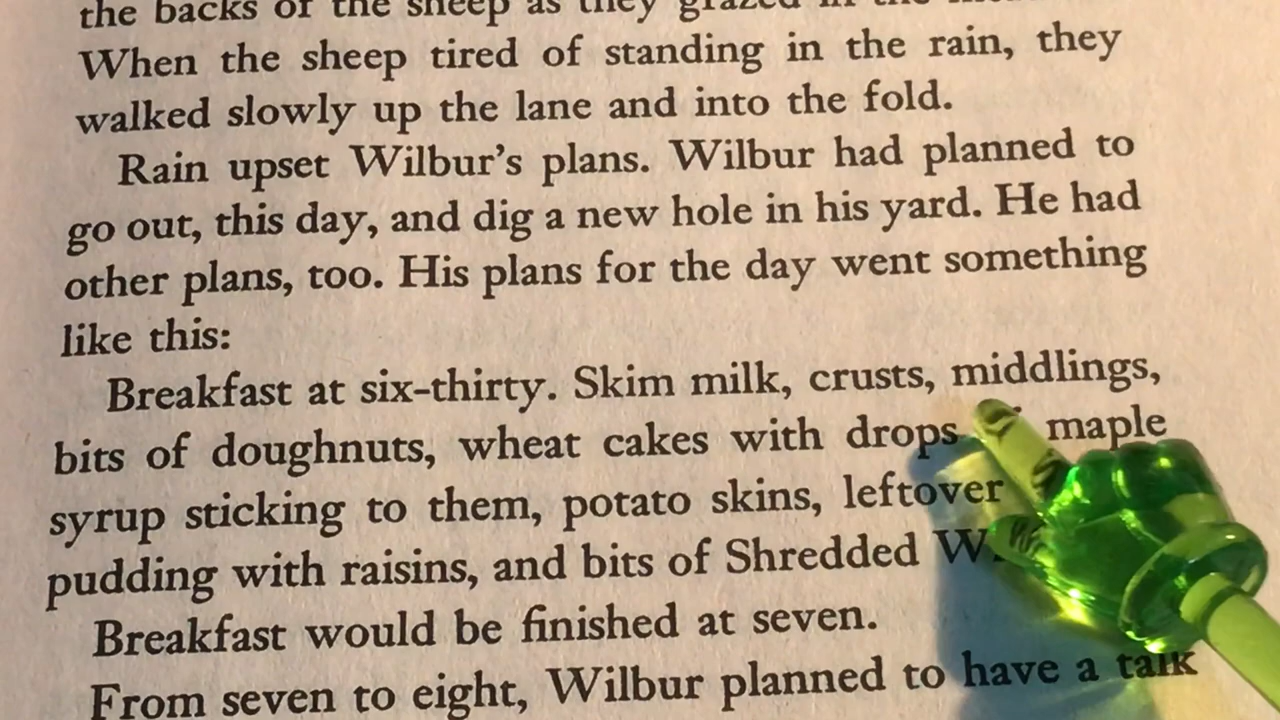 the backs of the sheep as they grazed in the
When the sheep tired of standing in the rain, they
walked slowly up the lane and into the fold.
Rain upset Wilbur's plans. Wilbur had planned to
go out, this day, and dig a new hole in his yard. He had
other plans, too. His plans for the day went something
like this:
Breakfast at six-thirty. Skim milk, crusts, middlings,
bits of doughnuts, wheat cakes with drops maple
syrup sticking to them, potato skins, leftover
pudding with raisins, and bits of Shredded
Breakfast would be finished at seven.
From seven to eight, Wilbur planned to have a talk